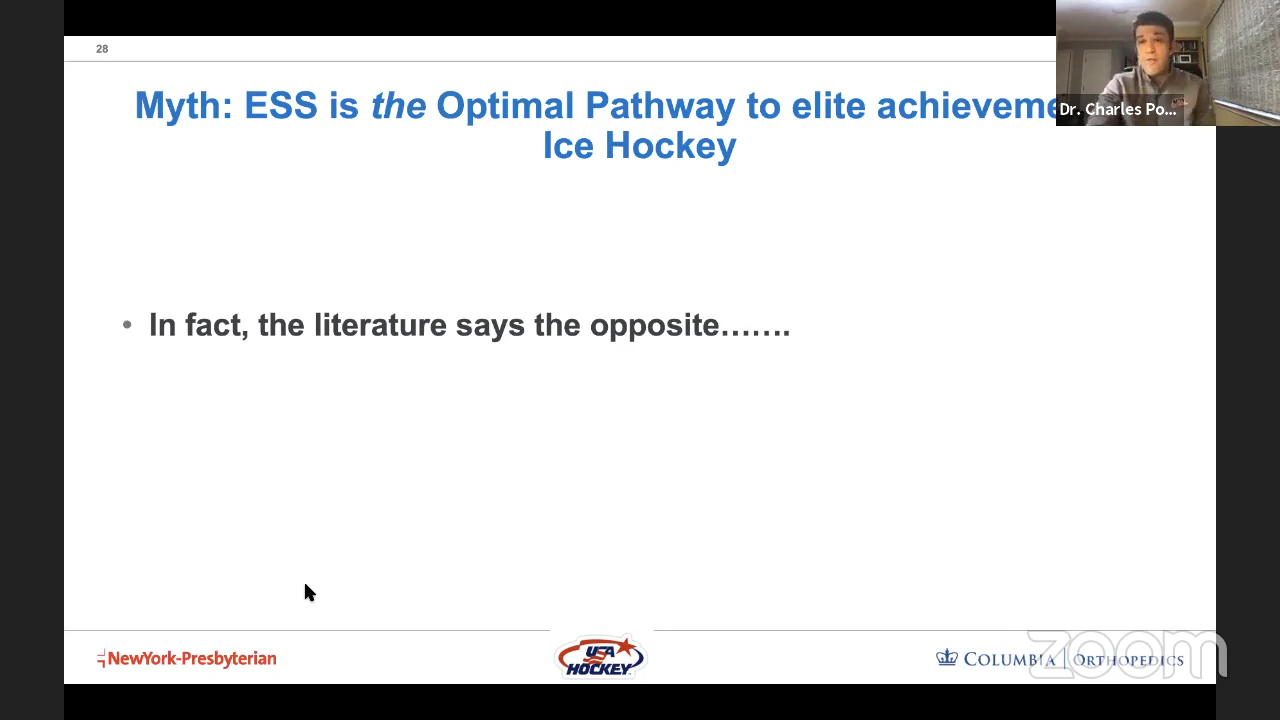 28
Myth: ESS is the Optimal Pathway to elite achieveme
Ice Hockey
Dr. Charles Po...
• In fact, the literature says the opposite…….
NewYork-Presbyterian
USA
HOCKEY
COLUMBIA | ORTHOPEDICS
zoom